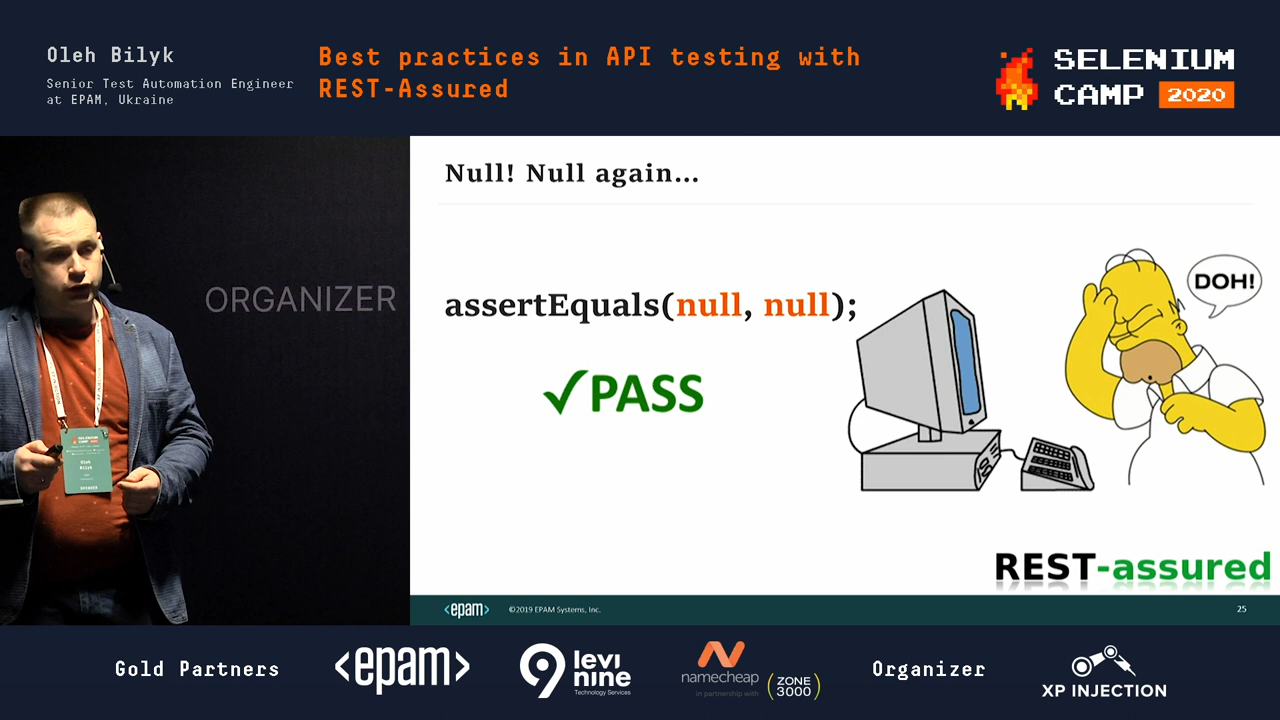 Oleh Bilyk
Senior Test Automation Engineer
at EPAM, Ukraine
Best practices in API testing with
REST-Assured
SELENIUM
CAMP 2020
ORGANIZER
Oleh
Bilyk
Null! Null again...
assertEquals(null, null);
✓PASS
DOH!
REST-assured
<epam>
©2019 EPAM Systems, Inc.
25
Gold Partners
<epam>
levi
nine
Technology Services
namecheap
in partnership with
ZONE
3000
Organizer
XP INJECTION